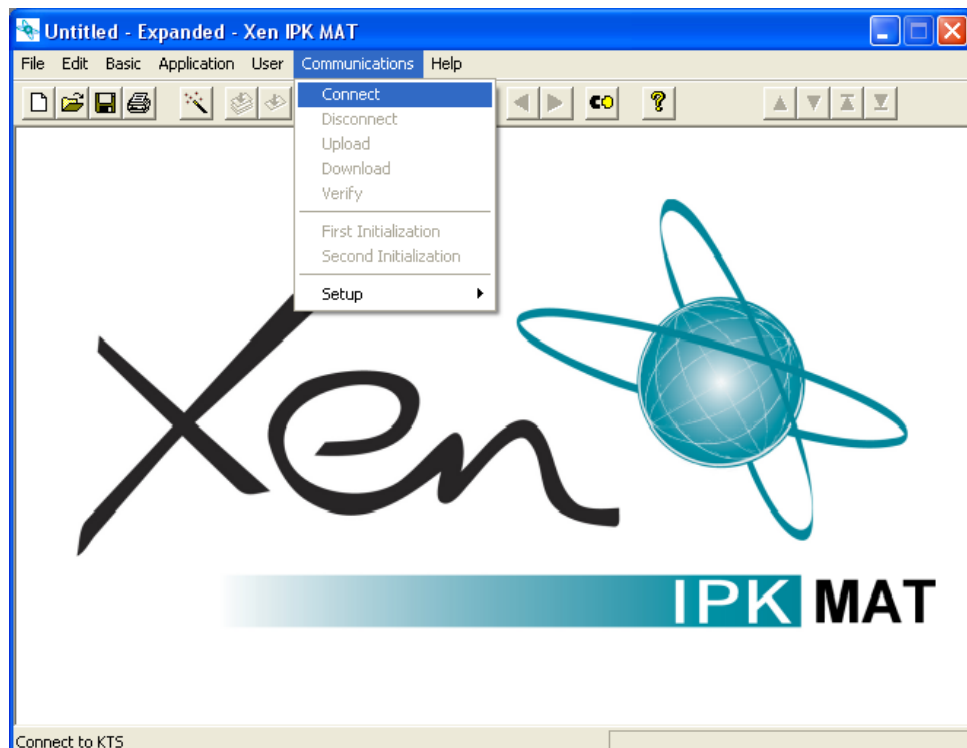 Untitled - Expanded - Xen IPK MAT
File Edit Basic Application User Communications Help
Connect
Disconnect
Upload
Download
Verify
First Initialization
Second Initialization
Setup
Xen
IPK MAT
Connect to KTS